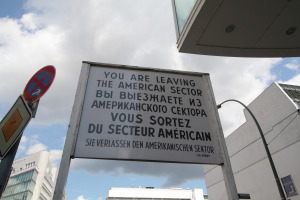 YOU ARE LEAVING
THE AMERICAN SECTOR
ВЫ ВЫЕЗЖАЕТЕ ИЗ
АМЕРИКАНСКОГО СЕКТОРА
VOUS SORTEZ
DU SECTEUR AMÉRICAIN
SIE VERLASSEN DEN AMERIKANISCHEN SEKTOR